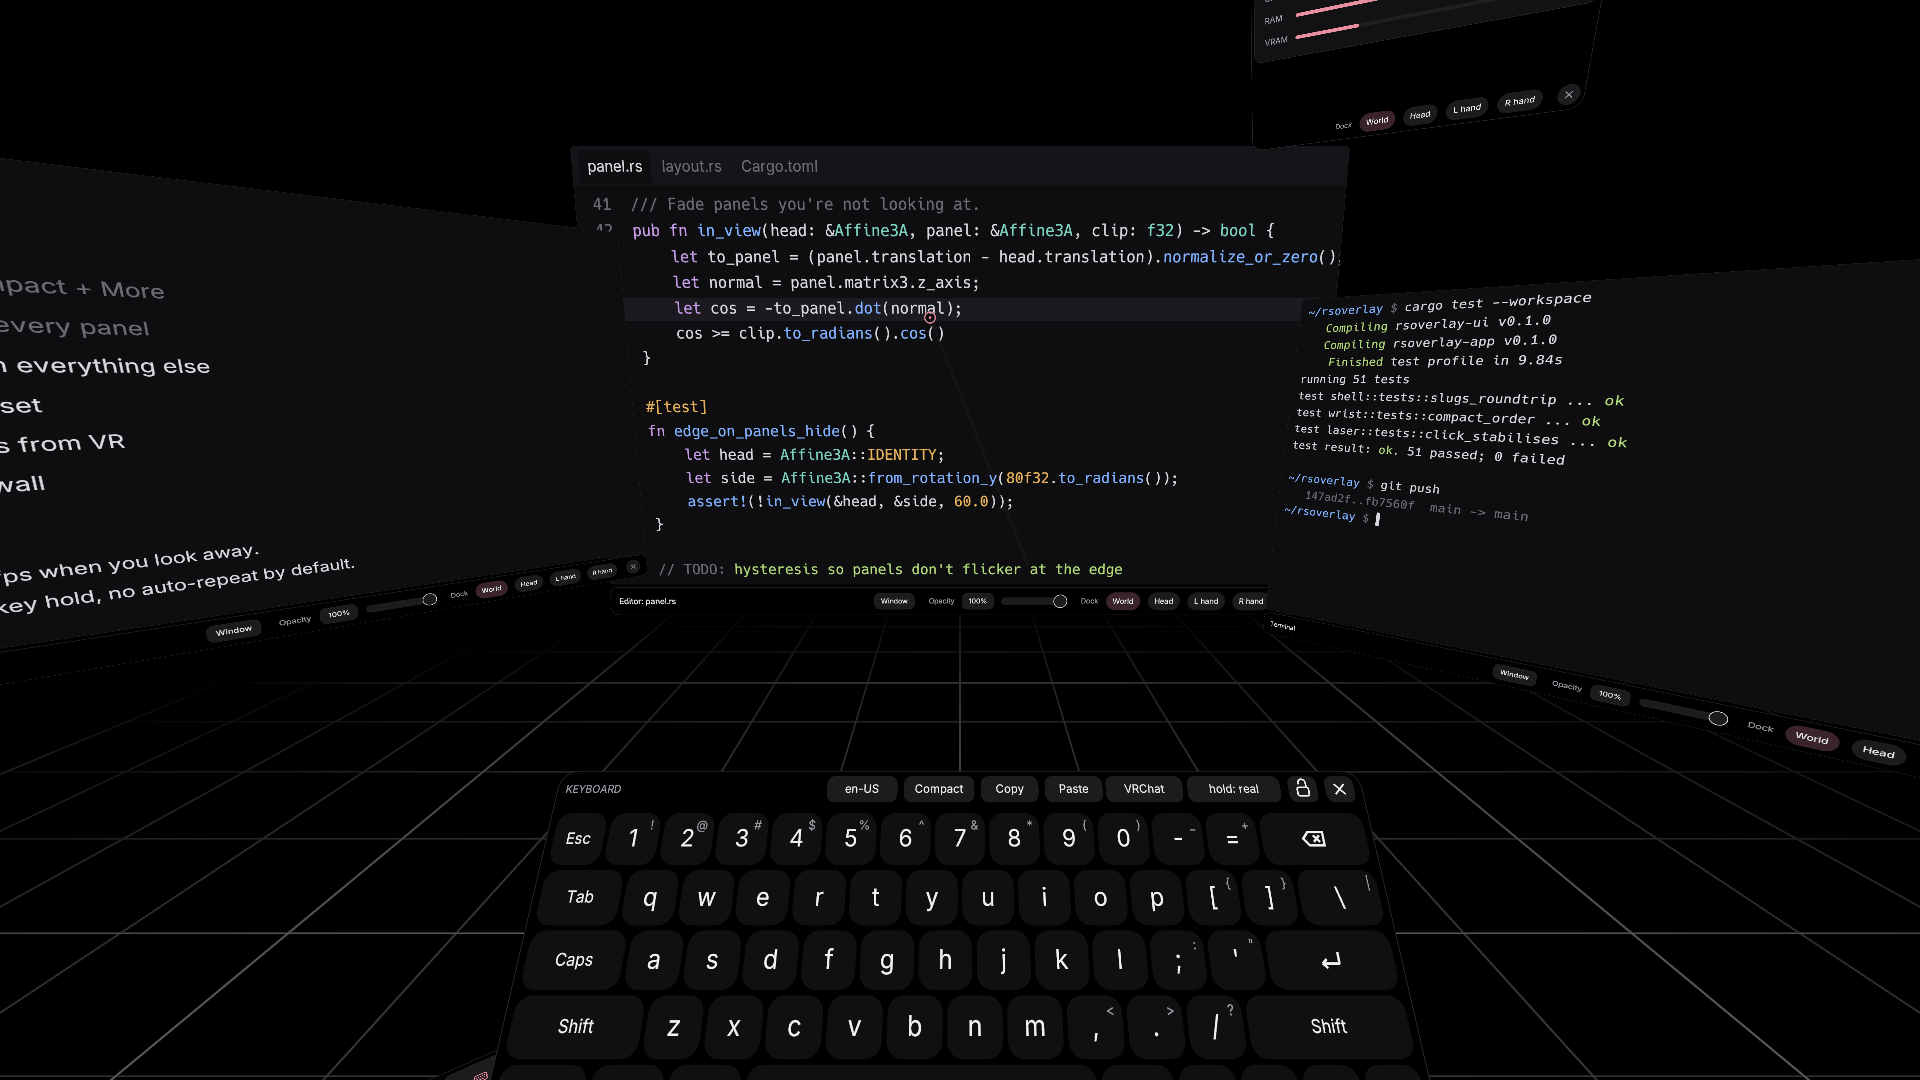 RAM
VRAM
Dock World Head L hand R hand ×
panel.rs layout.rs Cargo.toml
41 /// Fade panels you're not looking at.
42 pub fn in_view(head: &Affine3A, panel: &Affine3A, clip: f32) -> bool {
let to_panel = (panel.translation - head.translation).normalize_or_zero();
let normal = panel.matrix3.z_axis;
let cos = -to_panel.dot(normal);
cos >= clip.to_radians().cos()
}
#[test]
fn edge_on_panels_hide() {
let head = Affine3A::IDENTITY;
let side = Affine3A::from_rotation_y(80f32.to_radians());
assert!(!in_view(&head, &side, 60.0));
}
// TODO: hysteresis so panels don't flicker at the edge
Editor: panel.rs Window Opacity 100% Dock World Head L hand R hand
+ More
every panel
everything else
set
from VR
wall
when you look away.
key hold, no auto-repeat by default.
Window Opacity 100% Dock World Head L hand R hand ×
~/rsoverlay $ cargo test --workspace
Compiling rsoverlay-ui v0.1.0
Compiling rsoverlay-app v0.1.0
Finished test profile in 9.84s
running 51 tests
test shell::tests::slugs_roundtrip ... ok
test wrist::tests::compact_order ... ok
test laser::tests::click_stabilises ... ok
test result: ok. 51 passed; 0 failed
~/rsoverlay $ git push
147ad2f..fb7560f main -> main
~/rsoverlay $
Terminal
Window Opacity 100% Dock World Head
KEYBOARD en-US Compact Copy Paste VRChat hold: real ×
Esc 1 ! 2 @ 3 # 4 $ 5 % 6 ^ 7 & 8 * 9 ( 0 ) - _ = +
Tab q w e r t y u i o p [ { ] } \ |
Caps a s d f g h j k l ; : ' "
Shift z x c v b n m , < . > / ? Shift